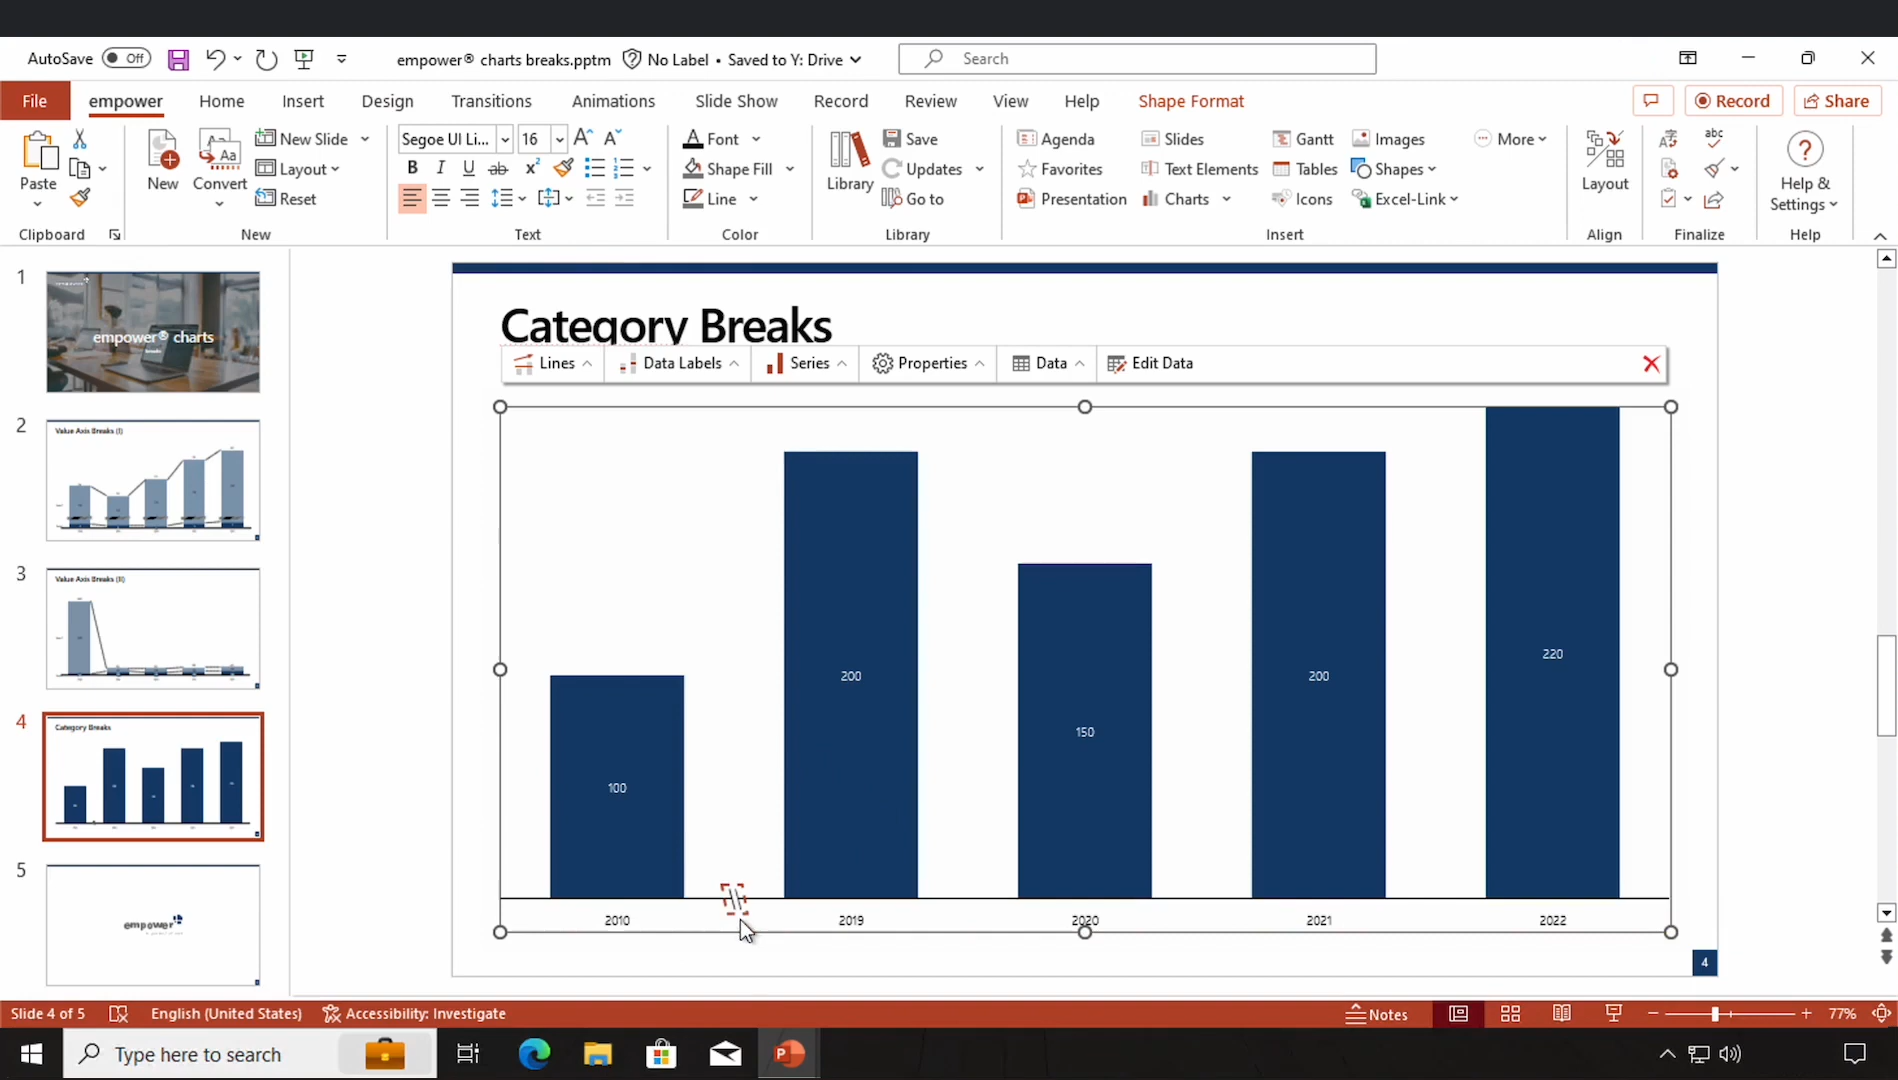 AutoSave Off empower® charts breaks.pptm No Label • Saved to Y: Drive Search
File empower Home Insert Design Transitions Animations Slide Show Record Review View Help Shape Format Record Share
Paste New Convert New Slide Layout Reset
Segoe UI Li... 16
Font Shape Fill Line
Library Save Updates Go to
Agenda Favorites Presentation
Slides Text Elements Charts
Gantt Tables Icons
Images Shapes Excel-Link
More
Layout
Help & Settings
Clipboard New Text Color Library Insert Align Finalize Help
1
empower® charts
breaks
2
Value Axis Breaks (I)
3
Value Axis Breaks (II)
4
Category Breaks
5
empower
Category Breaks
Lines Data Labels Series Properties Data Edit Data
100
200
150
200
220
2010 2019 2020 2021 2022
4
Slide 4 of 5 English (United States) Accessibility: Investigate Notes 77%
Type here to search